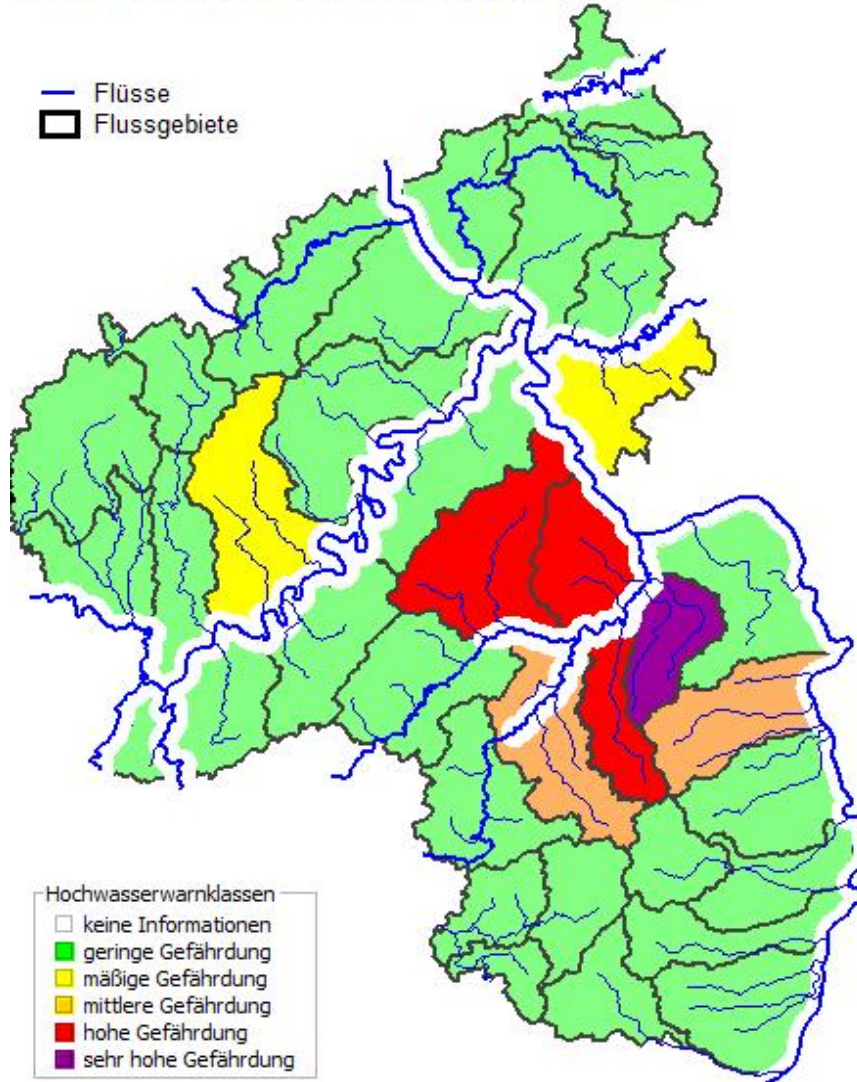 Flüsse
Flussgebiete
Hochwasserwarnklassen
keine Informationen
geringe Gefährdung
mäßige Gefährdung
mittlere Gefährdung
hohe Gefährdung
sehr hohe Gefährdung